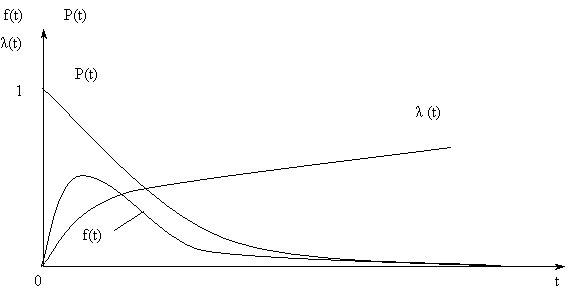 f(t) P(t)
λ(t)
P(t)
1
λ (t)
f(t)
0 t